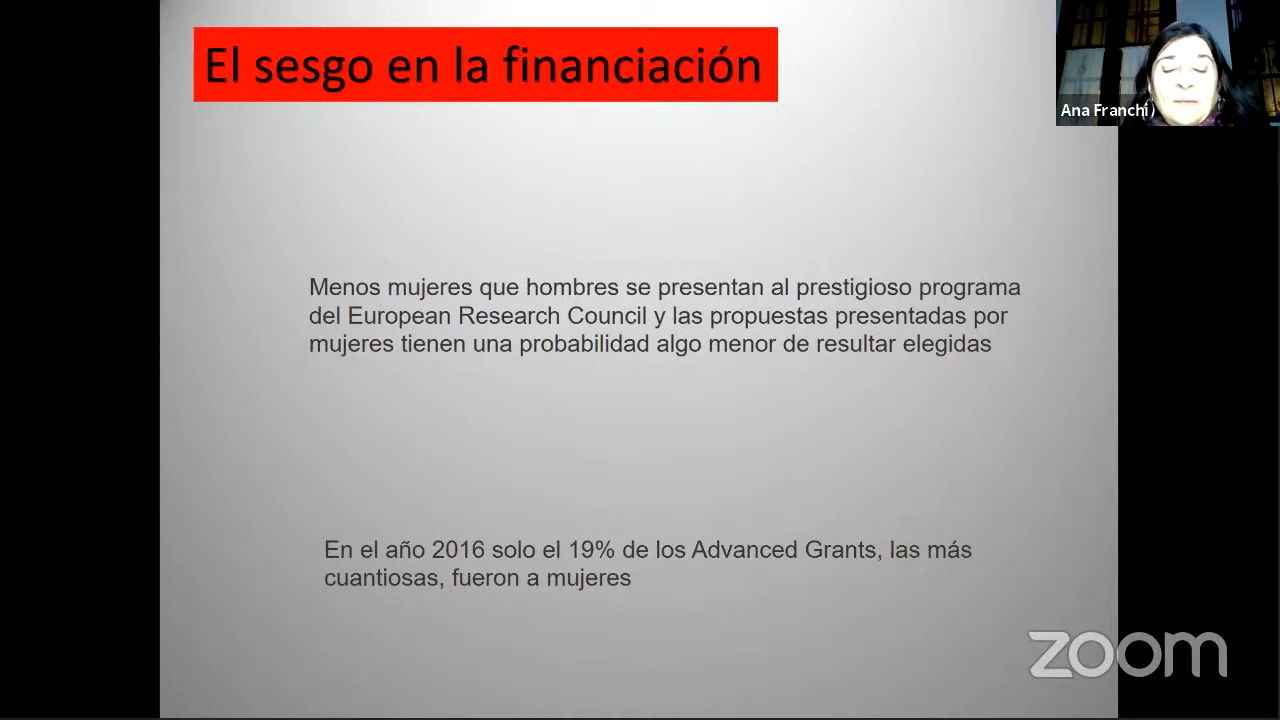 El sesgo en la financiación
Ana Franchi
Menos mujeres que hombres se presentan al prestigioso programa
del European Research Council y las propuestas presentadas por
mujeres tienen una probabilidad algo menor de resultar elegidas
En el año 2016 solo el 19% de los Advanced Grants, las más
cuantiosas, fueron a mujeres
zoom